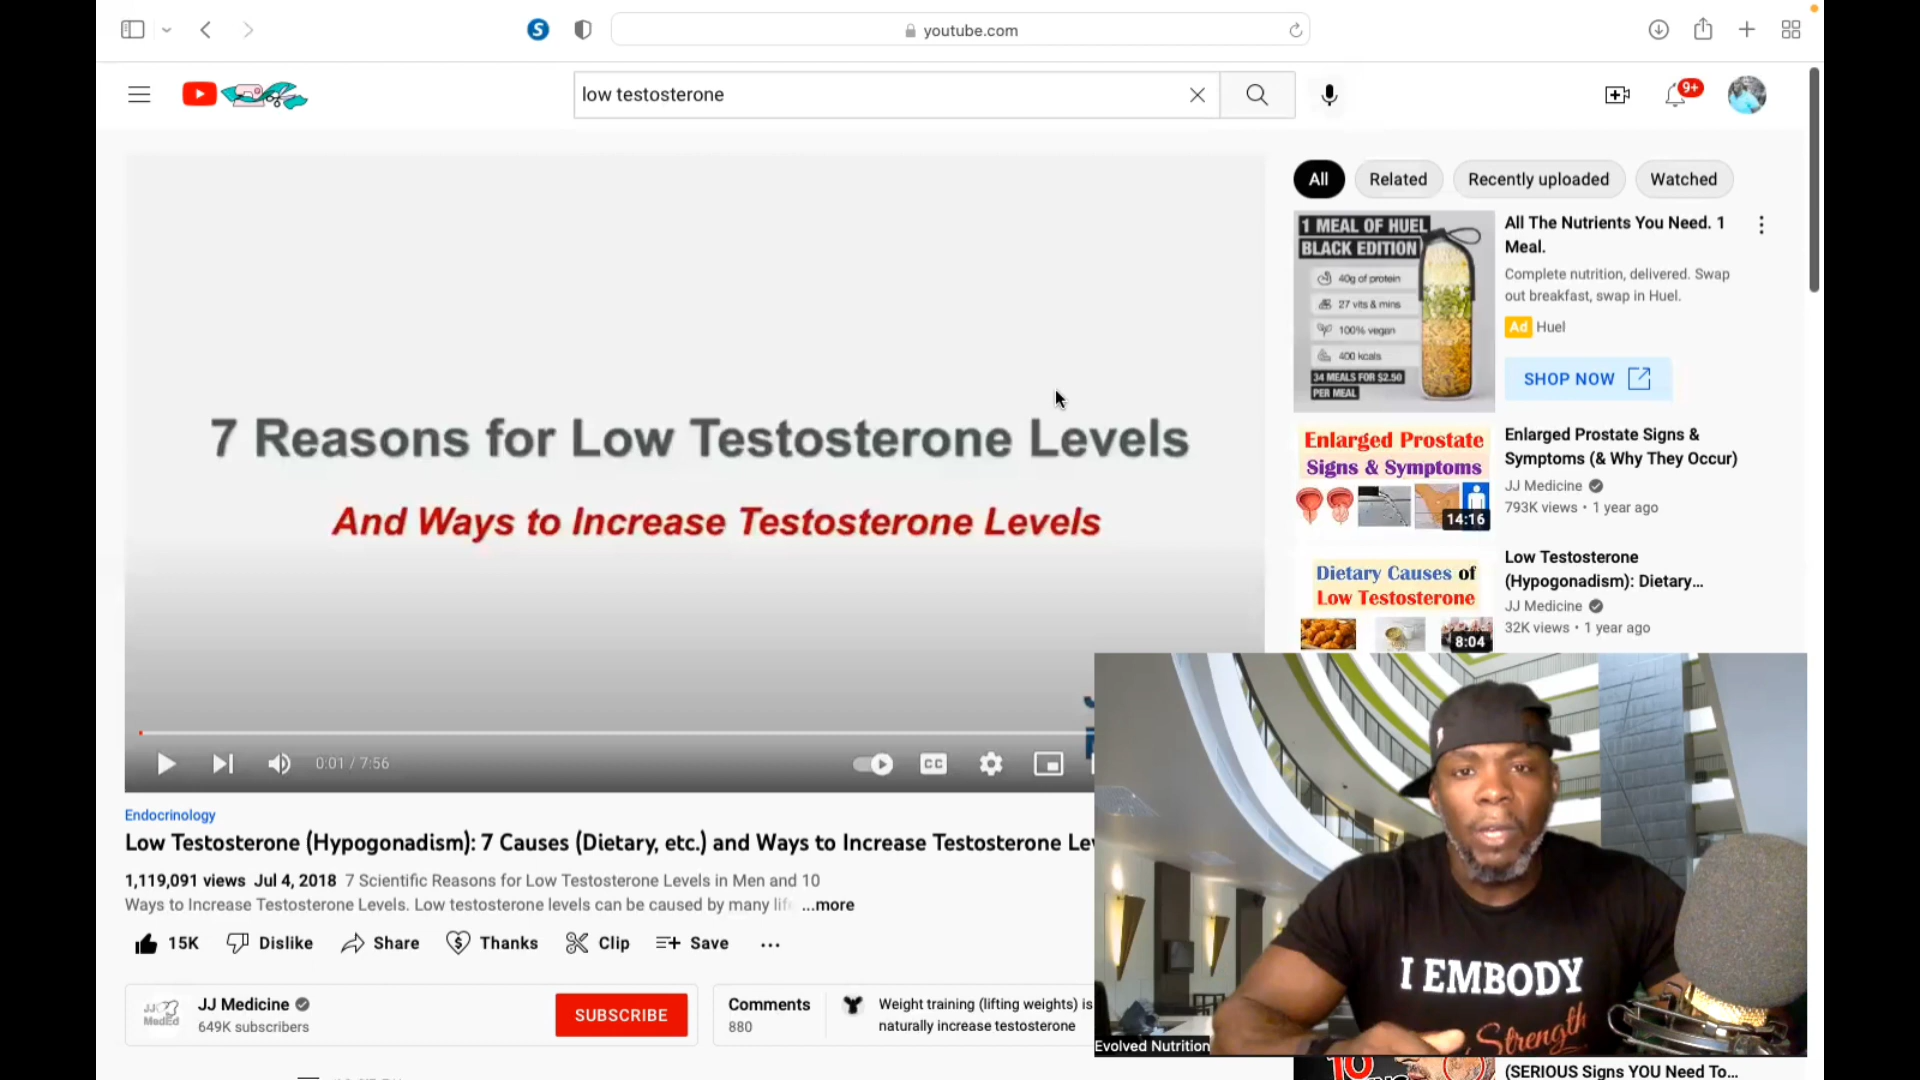 youtube.com
low testosterone
9+
All
Related
Recently uploaded
Watched
7 Reasons for Low Testosterone Levels
And Ways to Increase Testosterone Levels
0:01 / 7:56
CC
Endocrinology
Low Testosterone (Hypogonadism): 7 Causes (Dietary, etc.) and Ways to Increase Testosterone
1,119,091 views Jul 4, 2018 7 Scientific Reasons for Low Testosterone Levels in Men and 10
Ways to Increase Testosterone Levels. Low testosterone levels can be caused by many ...more
15K
Dislike
Share
Thanks
Clip
Save
JJ
MedEd
JJ Medicine
649K subscribers
SUBSCRIBE
Comments
880
Weight training (lifting weights) is
naturally increase testosterone
1 MEAL OF HUEL
BLACK EDITION
40g of protein
27 vits & mins
100% vegan
400 kcals
34 MEALS FOR $2.50
PER MEAL
All The Nutrients You Need. 1
Meal.
Complete nutrition, delivered. Swap
out breakfast, swap in Huel.
Ad Huel
SHOP NOW
Enlarged Prostate
Signs & Symptoms
14:16
Enlarged Prostate Signs &
Symptoms (& Why They Occur)
JJ Medicine
793K views • 1 year ago
Dietary Causes of
Low Testosterone
8:04
Low Testosterone
(Hypogonadism): Dietary...
JJ Medicine
32K views • 1 year ago
I EMBODY
Strength
Evolved Nutrition
10
(SERIOUS Signs YOU Need To...